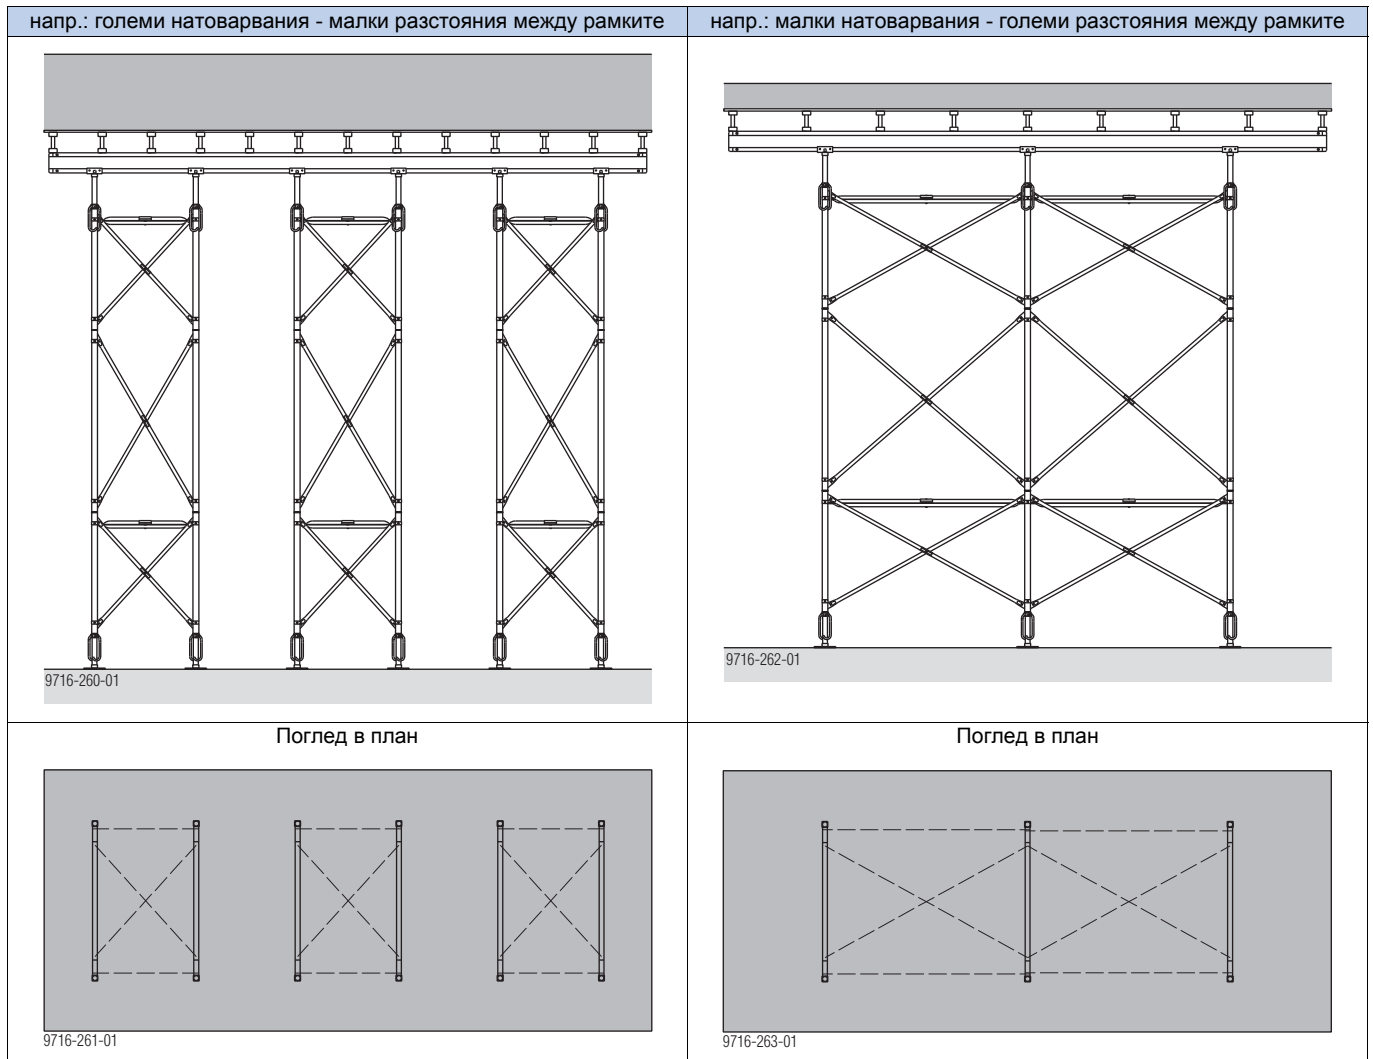 напр.: големи натоварвания - малки разстояния между рамките
напр.: малки натоварвания - големи разстояния между рамките
9716-260-01
9716-262-01
Поглед в план
Поглед в план
9716-261-01
9716-263-01